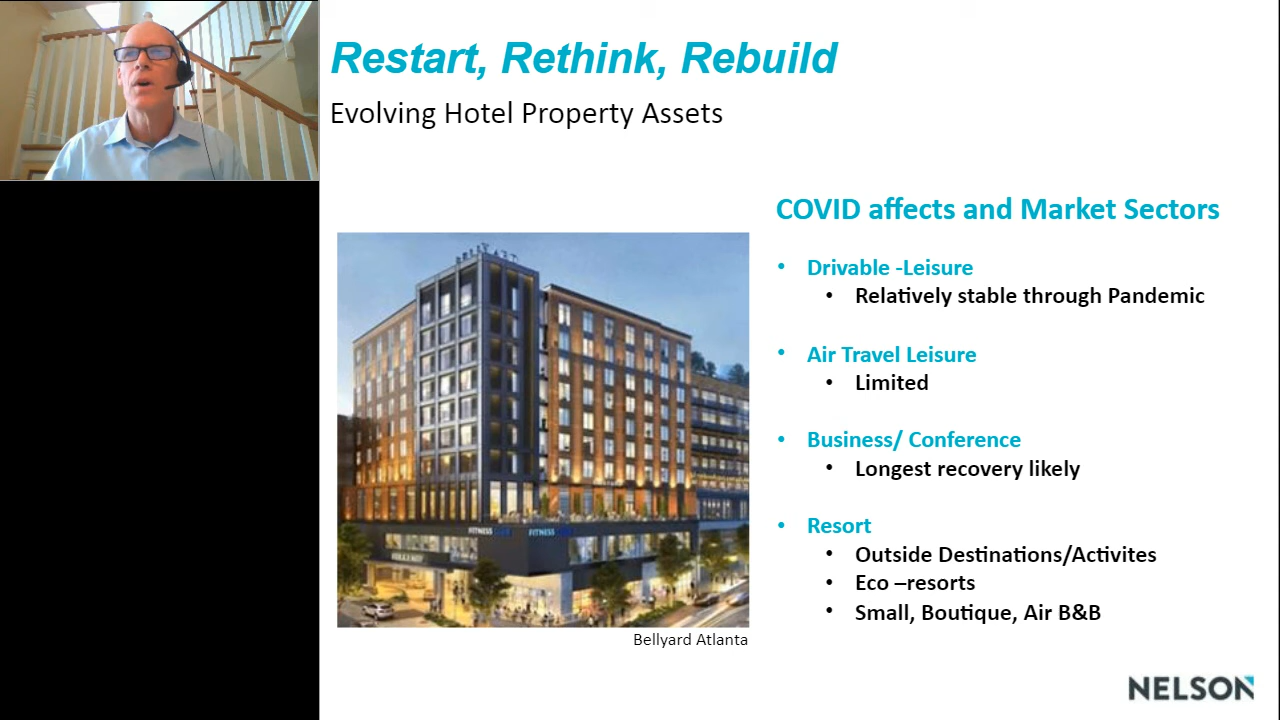 Restart, Rethink, Rebuild
Evolving Hotel Property Assets
COVID affects and Market Sectors
• Drivable -Leisure
• Relatively stable through Pandemic
• Air Travel Leisure
• Limited
• Business/ Conference
• Longest recovery likely
• Resort
• Outside Destinations/Activites
• Eco –resorts
• Small, Boutique, Air B&B
FITNESS
FITNESS
Bellyard Atlanta
NELSON